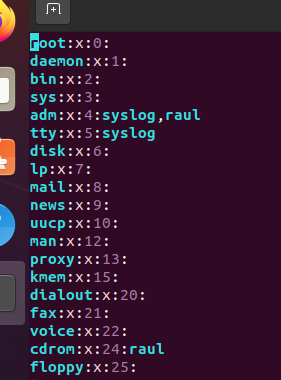 root:x:0:
daemon:x:1:
bin:x:2:
sys:x:3:
adm:x:4:syslog,raul
tty:x:5:syslog
disk:x:6:
lp:x:7:
mail:x:8:
news:x:9:
uucp:x:10:
man:x:12:
proxy:x:13:
kmem:x:15:
dialout:x:20:
fax:x:21:
voice:x:22:
cdrom:x:24:raul
floppy:x:25: